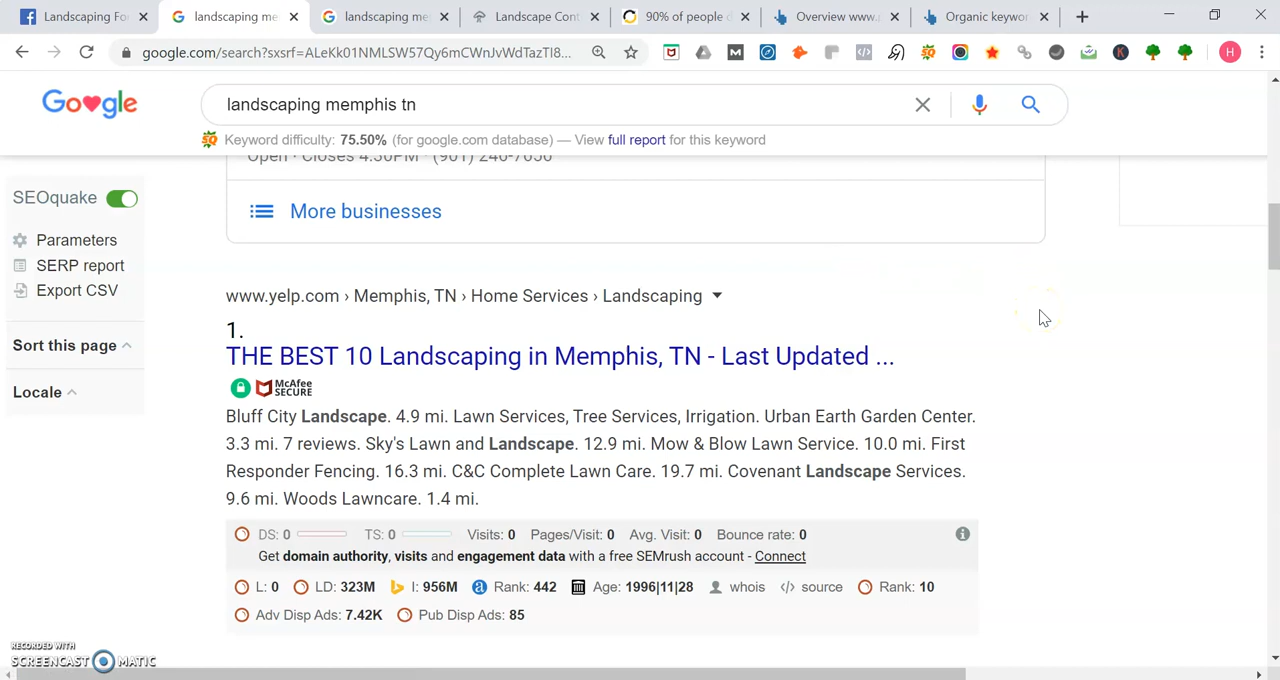 Landscaping For
landscaping me
landscaping me
Landscape Cont
90% of people d
Overview www.p
Organic keywor
google.com/search?sxsrf=ALeKk01NMLSW57Qy6mCWnJvWdTazTl8...
Google
landscaping memphis tn
Keyword difficulty: 75.50% (for google.com database) — View full report for this keyword
Open · Closes 4:30PM · (901) 246-7656
SEOquake
Parameters
SERP report
Export CSV
Sort this page
Locale
More businesses
www.yelp.com › Memphis, TN › Home Services › Landscaping
1.
THE BEST 10 Landscaping in Memphis, TN - Last Updated ...
McAfee
SECURE
Bluff City Landscape. 4.9 mi. Lawn Services, Tree Services, Irrigation. Urban Earth Garden Center.
3.3 mi. 7 reviews. Sky's Lawn and Landscape. 12.9 mi. Mow & Blow Lawn Service. 10.0 mi. First
Responder Fencing. 16.3 mi. C&C Complete Lawn Care. 19.7 mi. Covenant Landscape Services.
9.6 mi. Woods Lawncare. 1.4 mi.
DS: 0 TS: 0 Visits: 0 Pages/Visit: 0 Avg. Visit: 0 Bounce rate: 0
Get domain authority, visits and engagement data with a free SEMrush account - Connect
L: 0 LD: 323M I: 956M Rank: 442 Age: 1996|11|28 whois source Rank: 10
Adv Disp Ads: 7.42K Pub Disp Ads: 85
RECORDED WITH
SCREENCAST MATIC